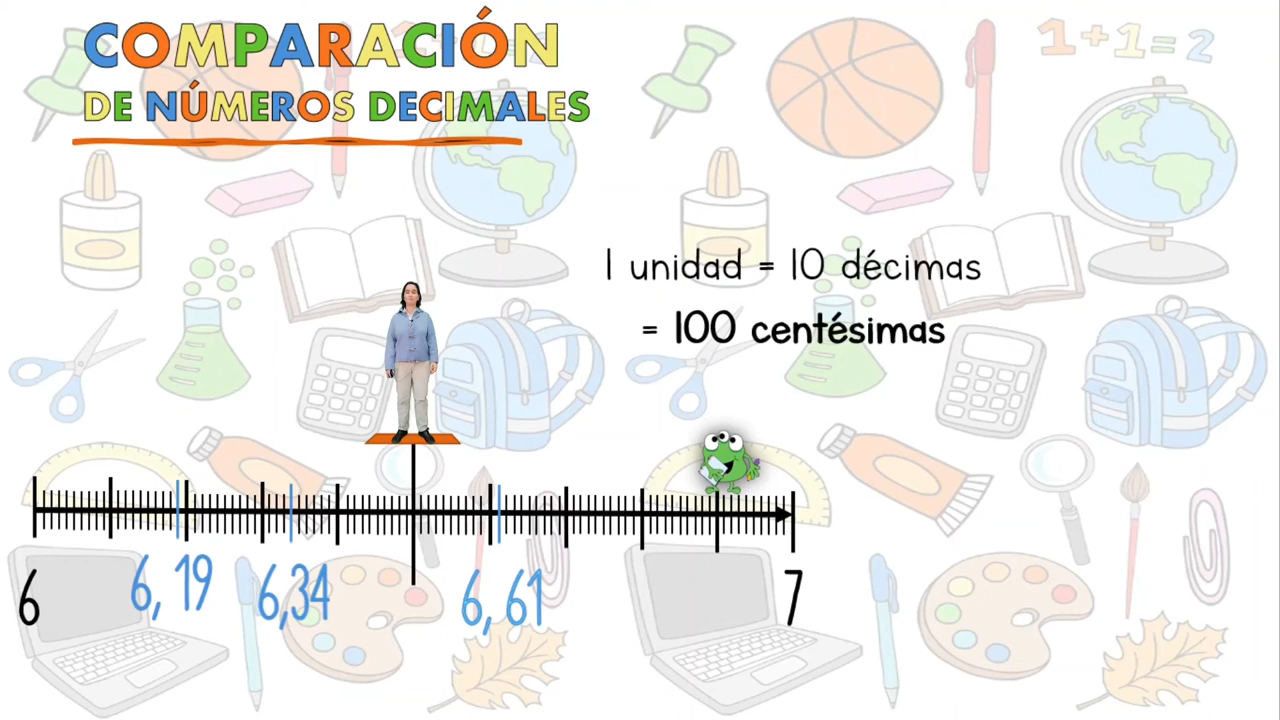 COMPARACIÓN
DE NÚMEROS DECIMALES
1+1=2
1 unidad = 10 décimas
= 100 centésimas
6 6, 19 6,34 6, 61 7